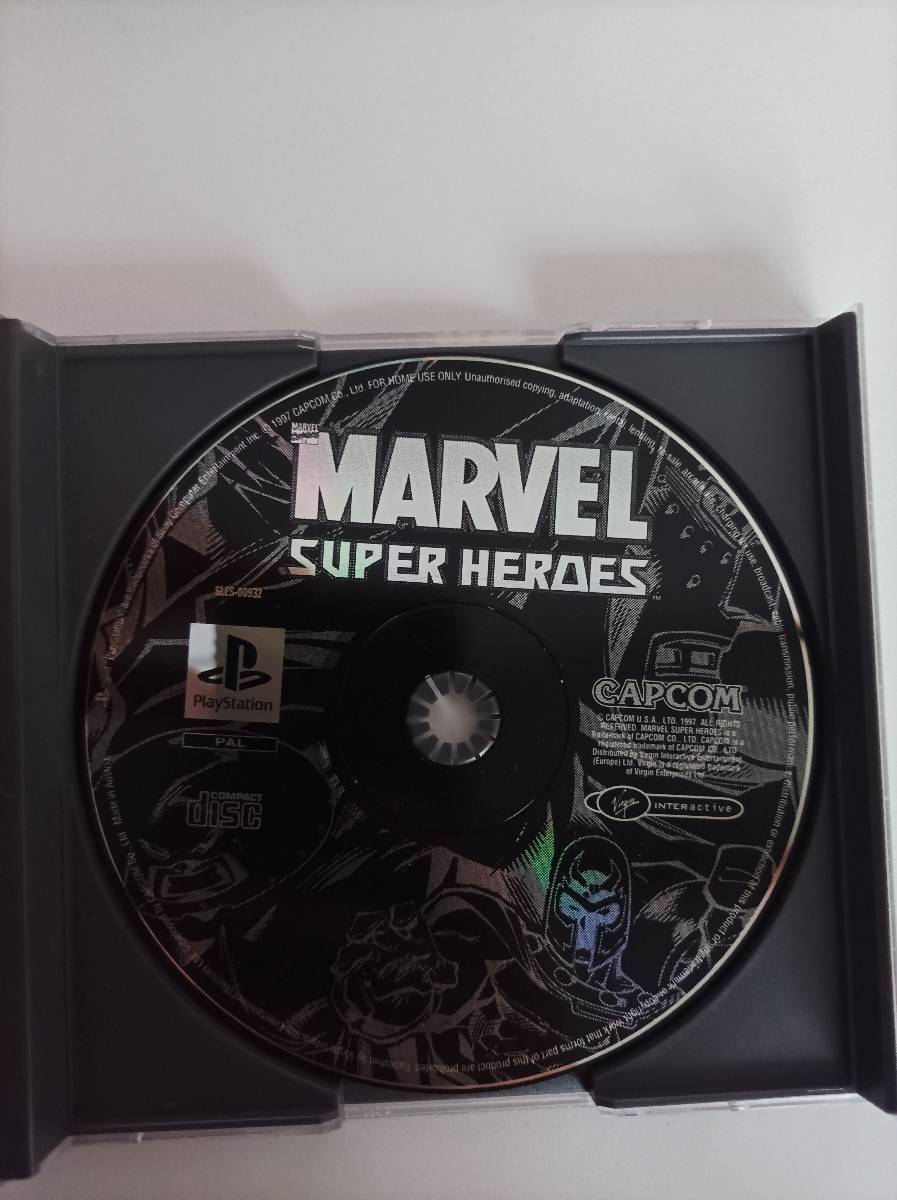 Computer Entertainment Inc. © 1997 CAPCOM CO., Ltd. FOR HOME USE ONLY. Unauthorised copying, adaptation, rental, lending, re-sale, arcade use, charging for use, broadcast, cable transmission, public
distribution or extraction of this product or any trademark or copyright work that forms part of this product are prohibited. Published by
MARVEL
MARVEL
SUPER HEROES™
SLES-00932
PlayStation
PAL
COMPACT
disc
CAPCOM
© CAPCOM U.S.A., LTD. 1997. ALL RIGHTS
RESERVED. MARVEL SUPER HEROES is a
trademark of CAPCOM CO., LTD. CAPCOM is a
registered trademark of CAPCOM CO., LTD.
Distributed by Virgin Interactive Entertainment
(Europe) Ltd. Virgin is a registered trademark
of Virgin Enterprises Ltd.
Virgin INTERactive